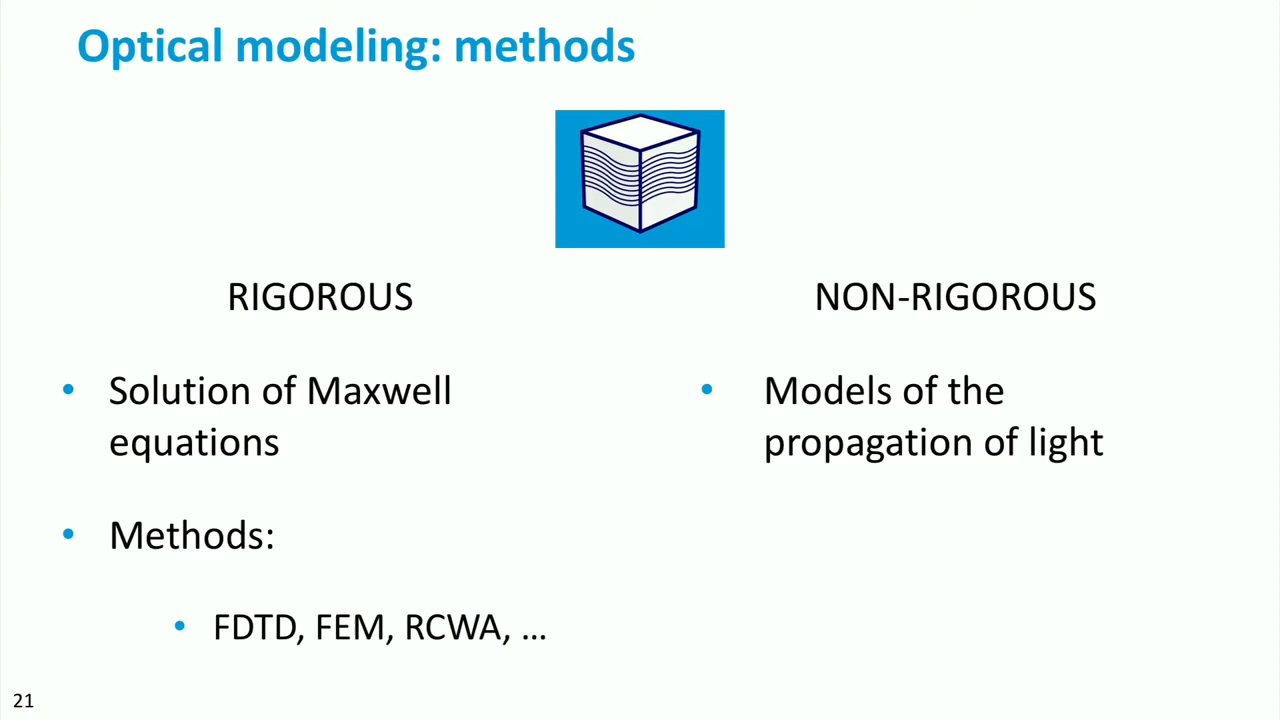 Optical modeling: methods
RIGOROUS
• Solution of Maxwell
equations
• Methods:
• FDTD, FEM, RCWA, ...
NON-RIGOROUS
• Models of the
propagation of light
21